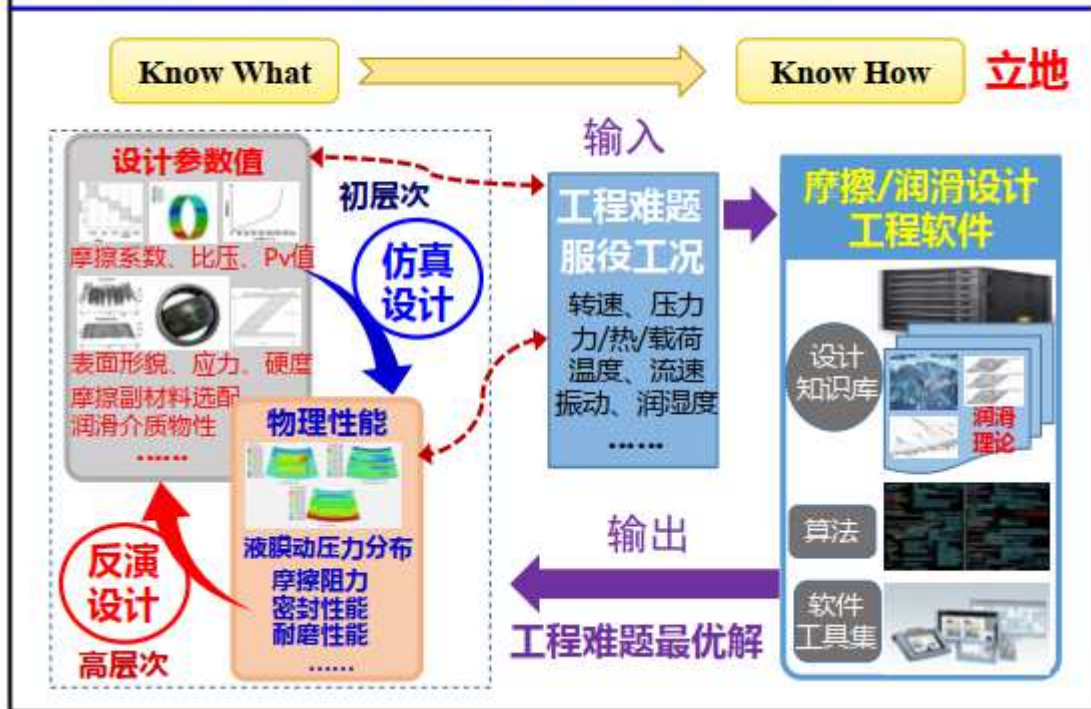 Know What
Know How
立地
设计参数值
摩擦系数、比压、Pv值
表面形貌、应力、硬度
摩擦副材料选配
润滑介质物性
……
初层次
仿真
设计
物理性能
液膜动压力分布
摩擦阻力
密封性能
耐磨性能
……
反演
设计
高层次
输入
工程难题
服役工况
转速、压力
力/热/载荷
温度、流速
振动、润湿度
……
输出
工程难题最优解
摩擦/润滑设计
工程软件
设计
知识库
润滑
理论
算法
软件
工具集